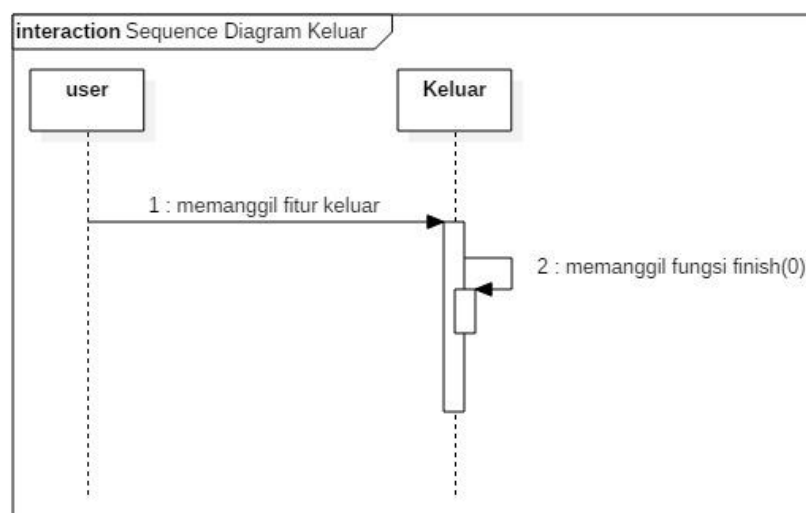 interaction Sequence Diagram Keluar
user
Keluar
1 : memanggil fitur keluar
2 : memanggil fungsi finish(0)